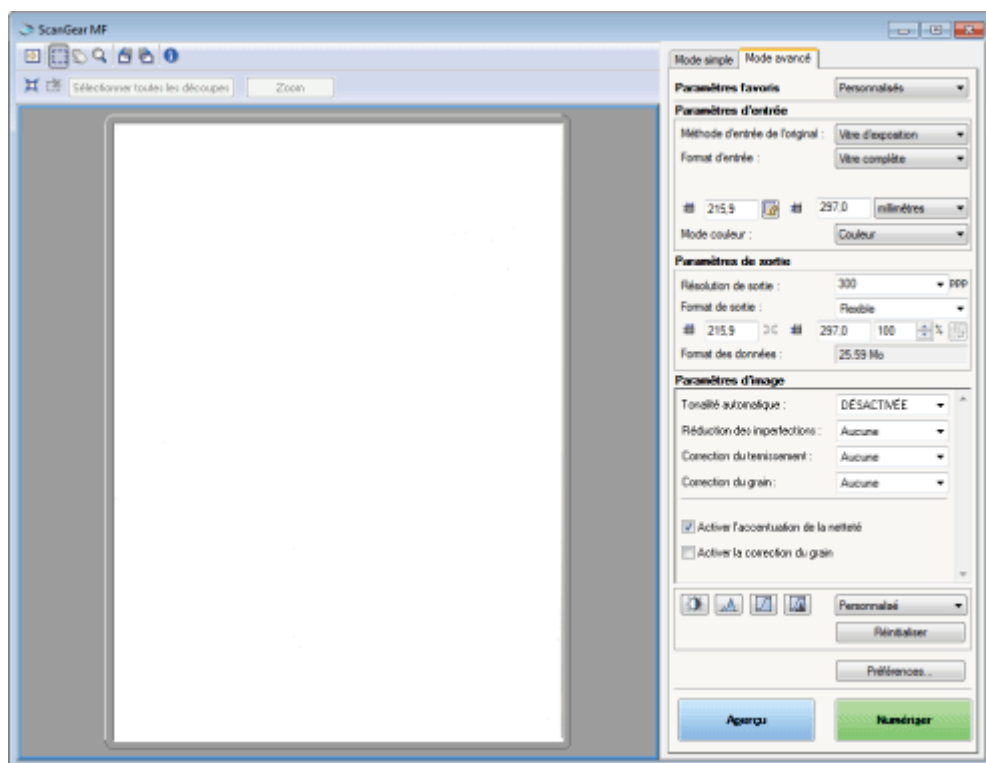 ScanGear MF
Sélectionner toutes les découpes Zoom
Mode simple Mode avancé
Paramètres favoris Personnalisés
Paramètres d'entrée
Méthode d'entrée de l'original : Vitre d'exposition
Format d'entrée : Vitre complète
215,9 297,0 millimètres
Mode couleur : Couleur
Paramètres de sortie
Résolution de sortie : 300 PPP
Format de sortie : Flexible
215,9 297,0 100 %
Format des données : 25.59 Mo
Paramètres d'image
Tonalité automatique : DÉSACTIVÉE
Réduction des imperfections : Aucune
Correction du ternissement : Aucune
Correction du grain : Aucune
Activer l'accentuation de la netteté
Activer la correction du grain
Personnalisé
Réinitialiser
Préférences...
Aperçu Numériser